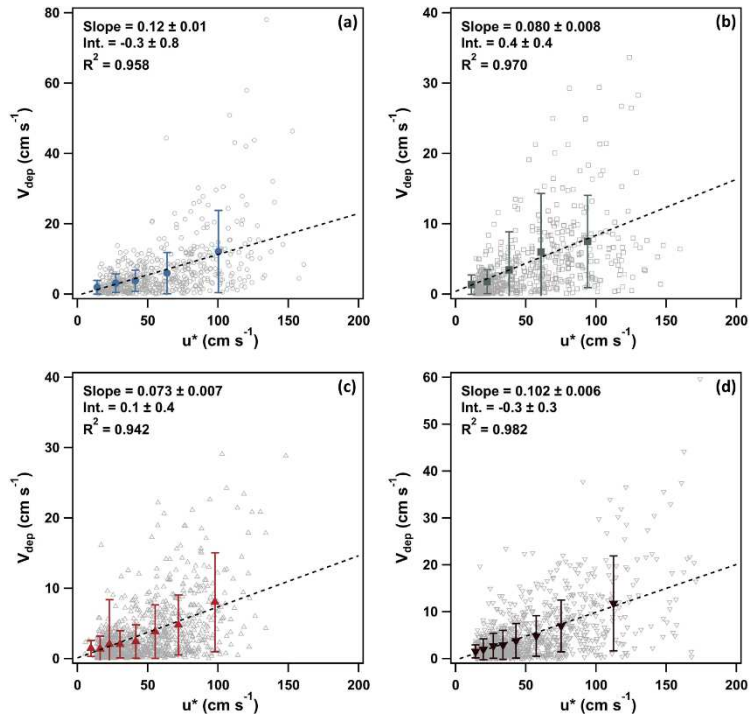 (a)
Slope = 0.12 ± 0.01
Int. = -0.3 ± 0.8
R² = 0.958
80
60
40
20
0
V_dep (cm s⁻¹)
0 50 100 150 200
u* (cm s⁻¹)
(b)
Slope = 0.080 ± 0.008
Int. = 0.4 ± 0.4
R² = 0.970
40
30
20
10
0
V_dep (cm s⁻¹)
0 50 100 150 200
u* (cm s⁻¹)
(c)
Slope = 0.073 ± 0.007
Int. = 0.1 ± 0.4
R² = 0.942
40
30
20
10
0
V_dep (cm s⁻¹)
0 50 100 150 200
u* (cm s⁻¹)
(d)
Slope = 0.102 ± 0.006
Int. = -0.3 ± 0.3
R² = 0.982
60
50
40
30
20
10
0
V_dep (cm s⁻¹)
0 50 100 150 200
u* (cm s⁻¹)